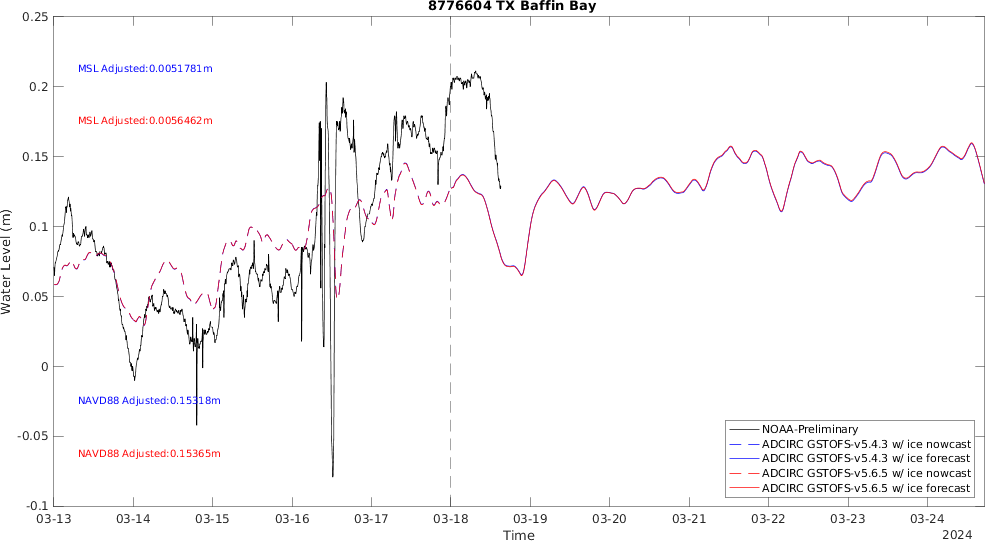 8776604 TX Baffin Bay
0.25
0.2
0.15
0.1
0.05
0
-0.05
-0.1
Water Level (m)
MSL Adjusted:0.0051781m
MSL Adjusted:0.0056462m
NAVD88 Adjusted:0.15318m
NAVD88 Adjusted:0.15365m
NOAA-Preliminary
ADCIRC GSTOFS-v5.4.3 w/ ice nowcast
ADCIRC GSTOFS-v5.4.3 w/ ice forecast
ADCIRC GSTOFS-v5.6.5 w/ ice nowcast
ADCIRC GSTOFS-v5.6.5 w/ ice forecast
03-13 03-14 03-15 03-16 03-17 03-18 03-19 03-20 03-21 03-22 03-23 03-24
Time
2024